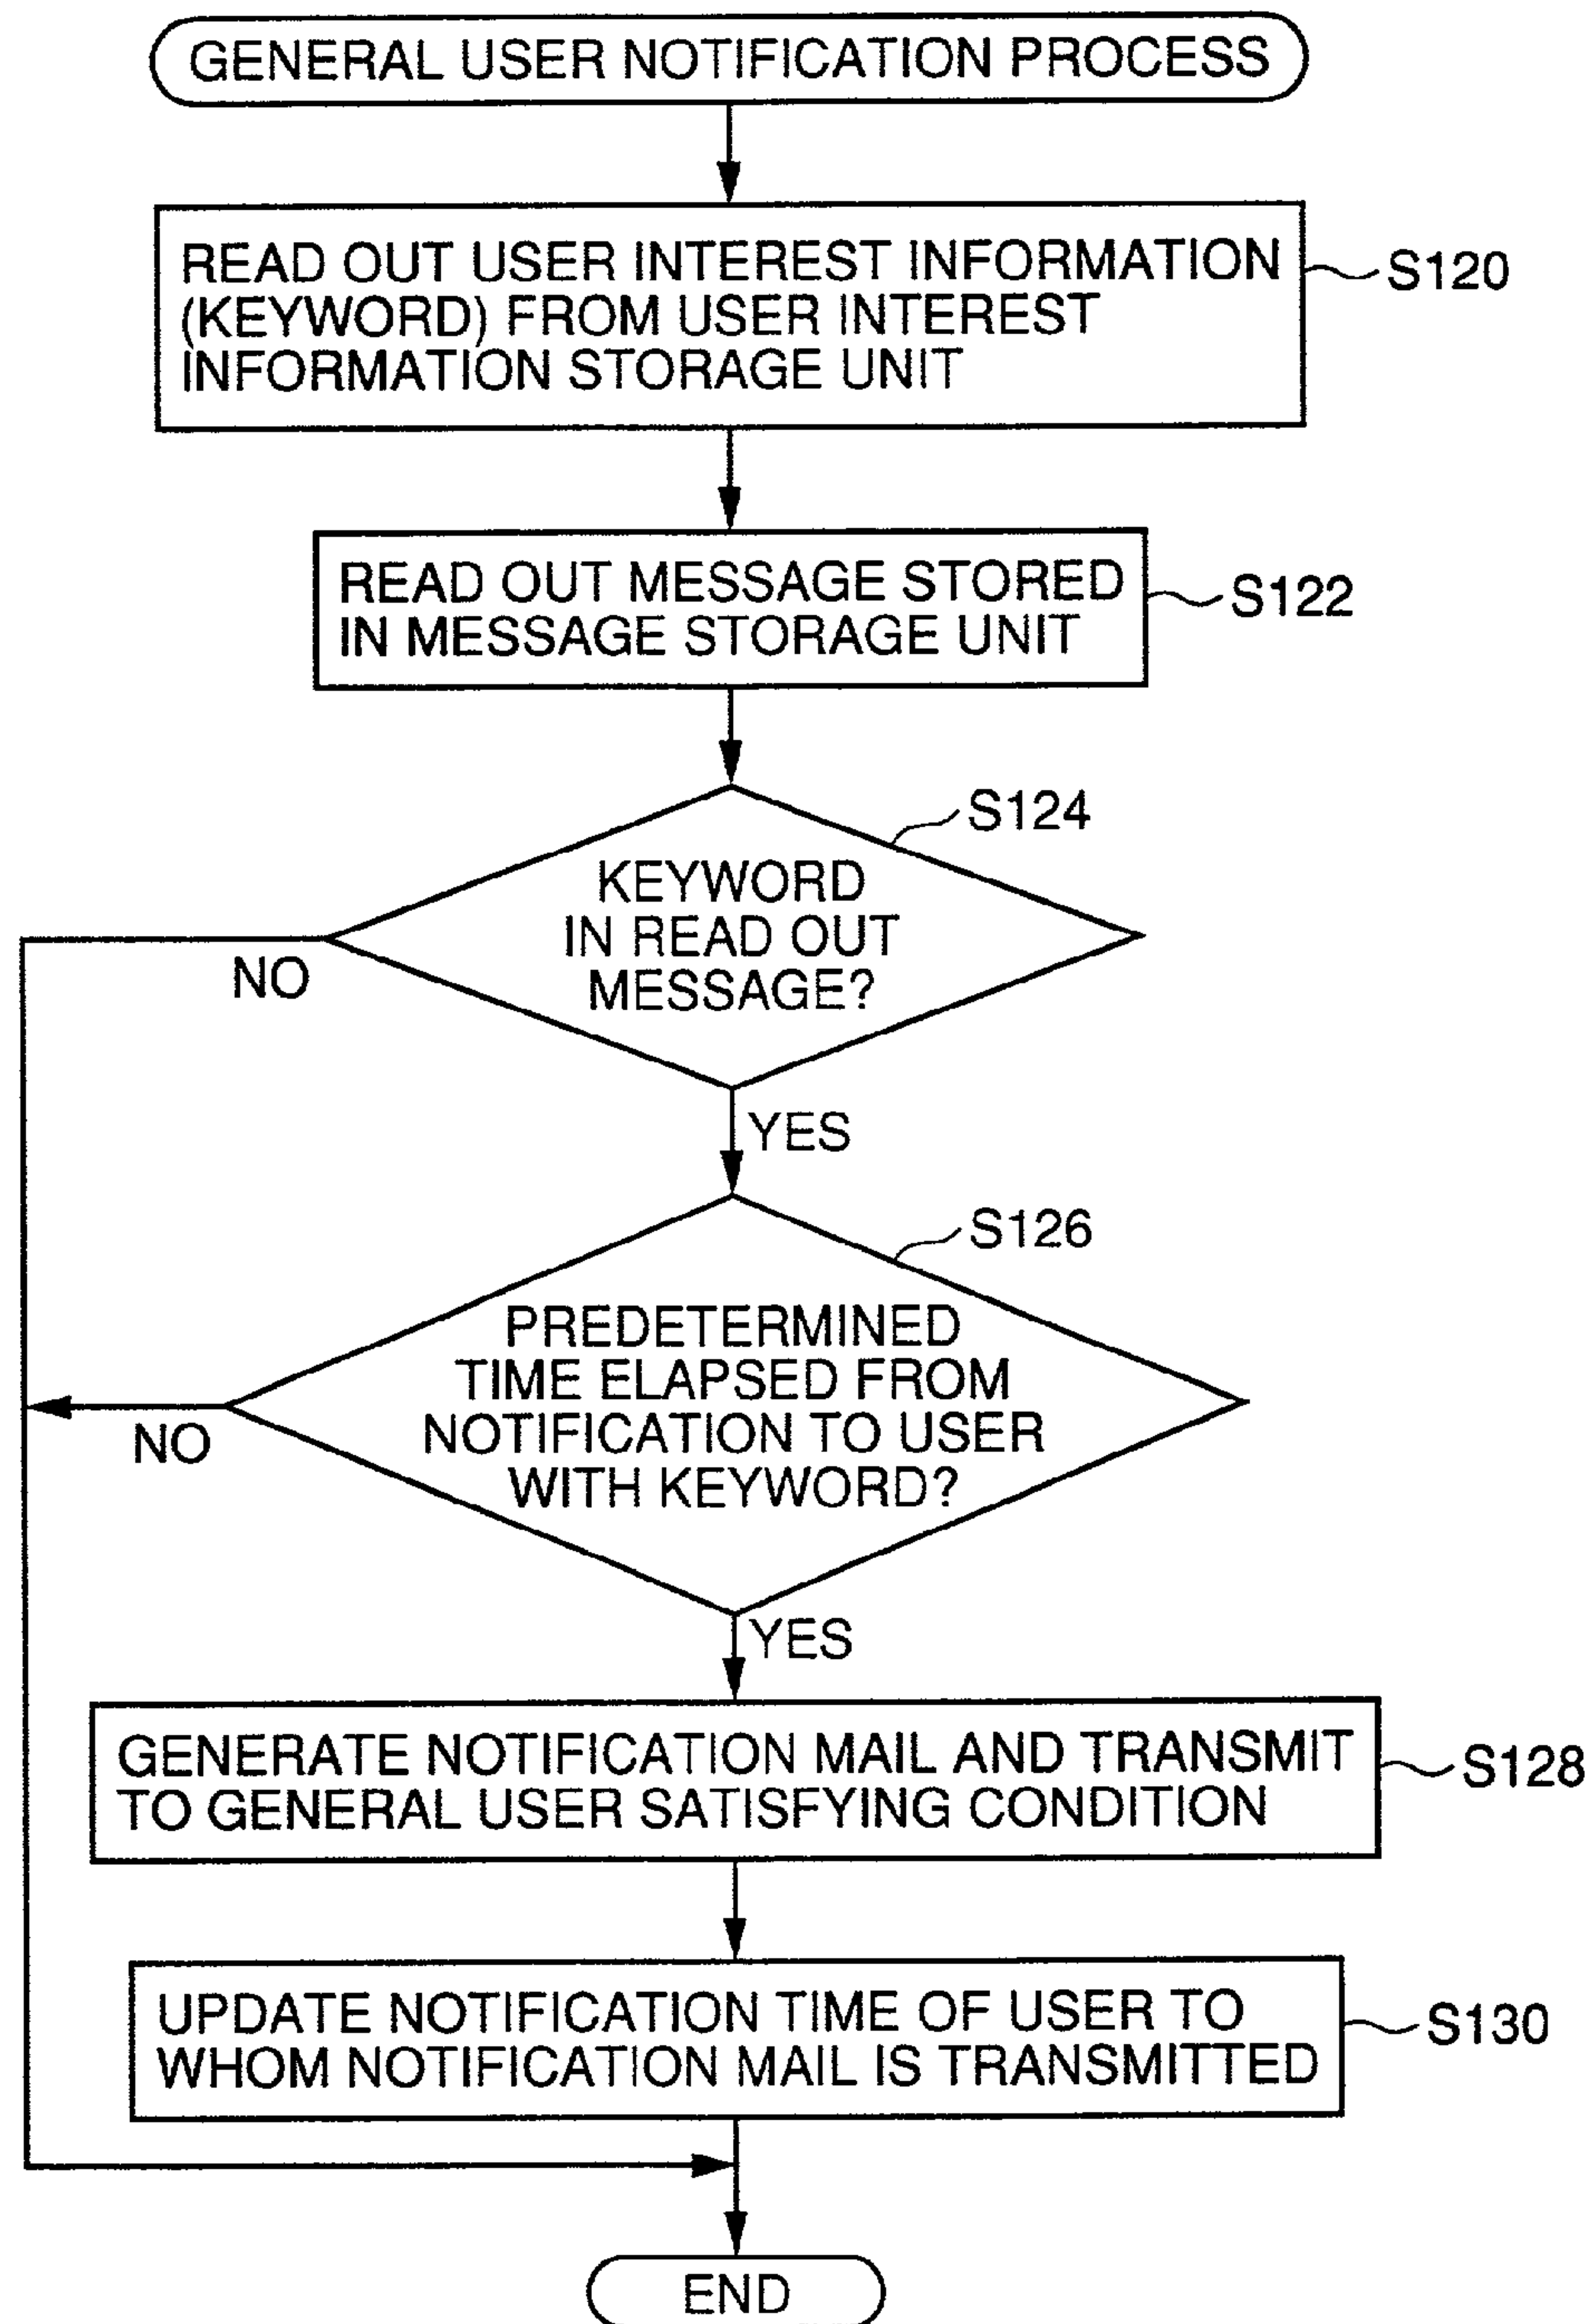 GENERAL USER NOTIFICATION PROCESS
READ OUT USER INTEREST INFORMATION
(KEYWORD) FROM USER INTEREST
INFORMATION STORAGE UNIT
S120
READ OUT MESSAGE STORED
IN MESSAGE STORAGE UNIT
S122
S124
KEYWORD
IN READ OUT
MESSAGE?
NO
YES
S126
PREDETERMINED
TIME ELAPSED FROM
NOTIFICATION TO USER
WITH KEYWORD?
NO
YES
GENERATE NOTIFICATION MAIL AND TRANSMIT
TO GENERAL USER SATISFYING CONDITION
S128
UPDATE NOTIFICATION TIME OF USER TO
WHOM NOTIFICATION MAIL IS TRANSMITTED
S130
END